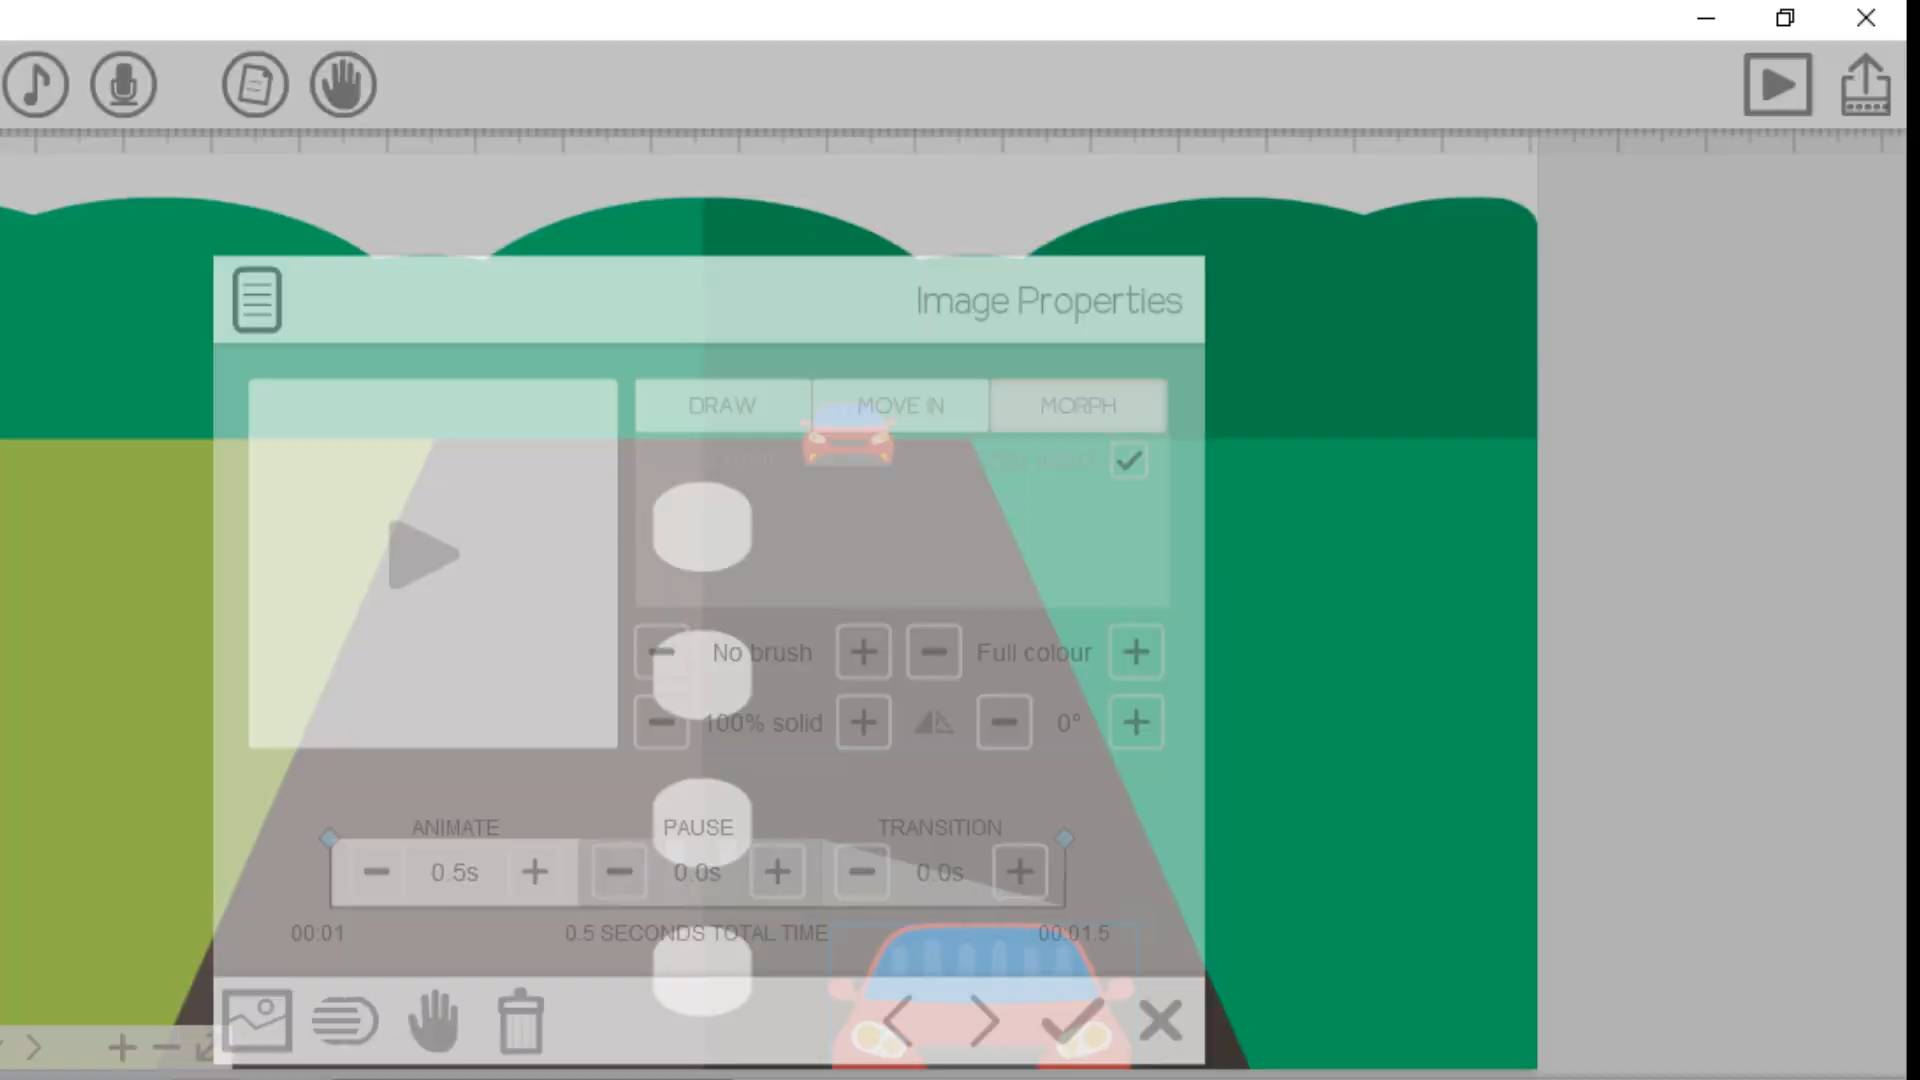 Image Properties
DRAW MOVE IN MORPH
No brush Full colour
100% solid 0°
ANIMATE PAUSE TRANSITION
0.5s 0.0s 0.0s
00:01 0.5 SECONDS TOTAL TIME 00:01.5